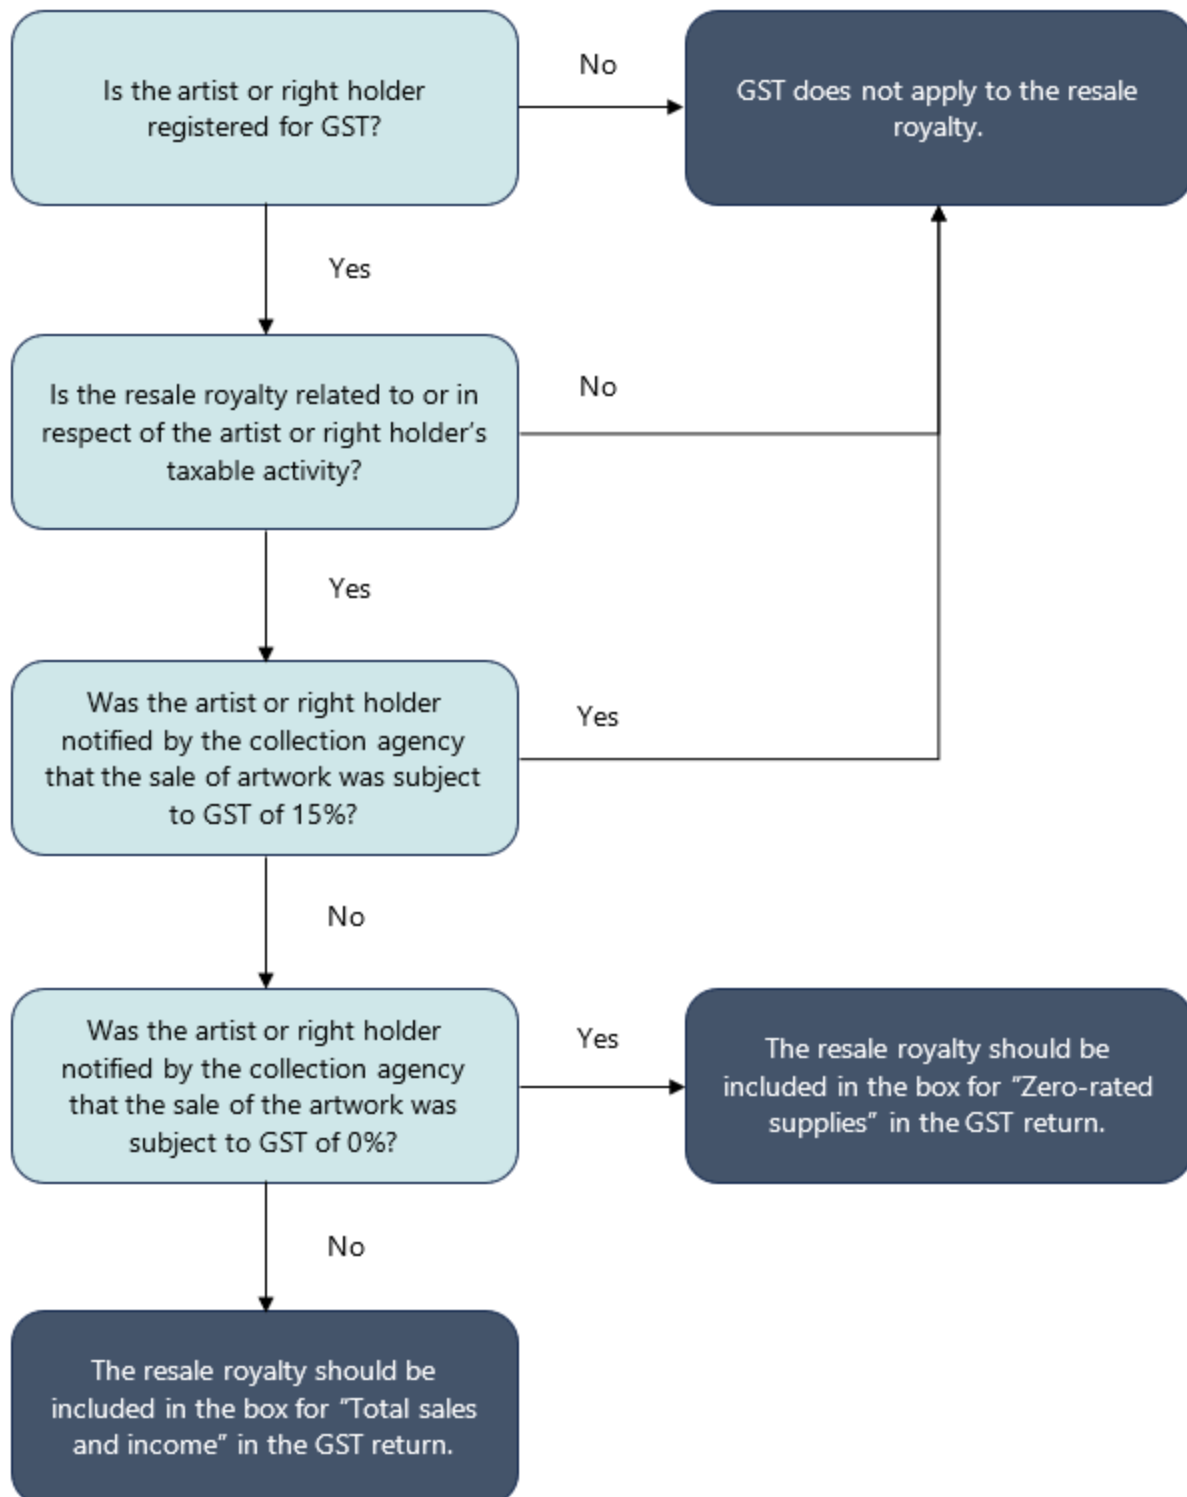 Is the artist or right holder
registered for GST?
No
GST does not apply to the resale
royalty.
Yes
Is the resale royalty related to or in
respect of the artist or right holder's
taxable activity?
No
Yes
Was the artist or right holder
notified by the collection agency
that the sale of artwork was subject
to GST of 15%?
Yes
No
Was the artist or right holder
notified by the collection agency
that the sale of the artwork was
subject to GST of 0%?
Yes
The resale royalty should be
included in the box for "Zero-rated
supplies" in the GST return.
No
The resale royalty should be
included in the box for "Total sales
and income" in the GST return.